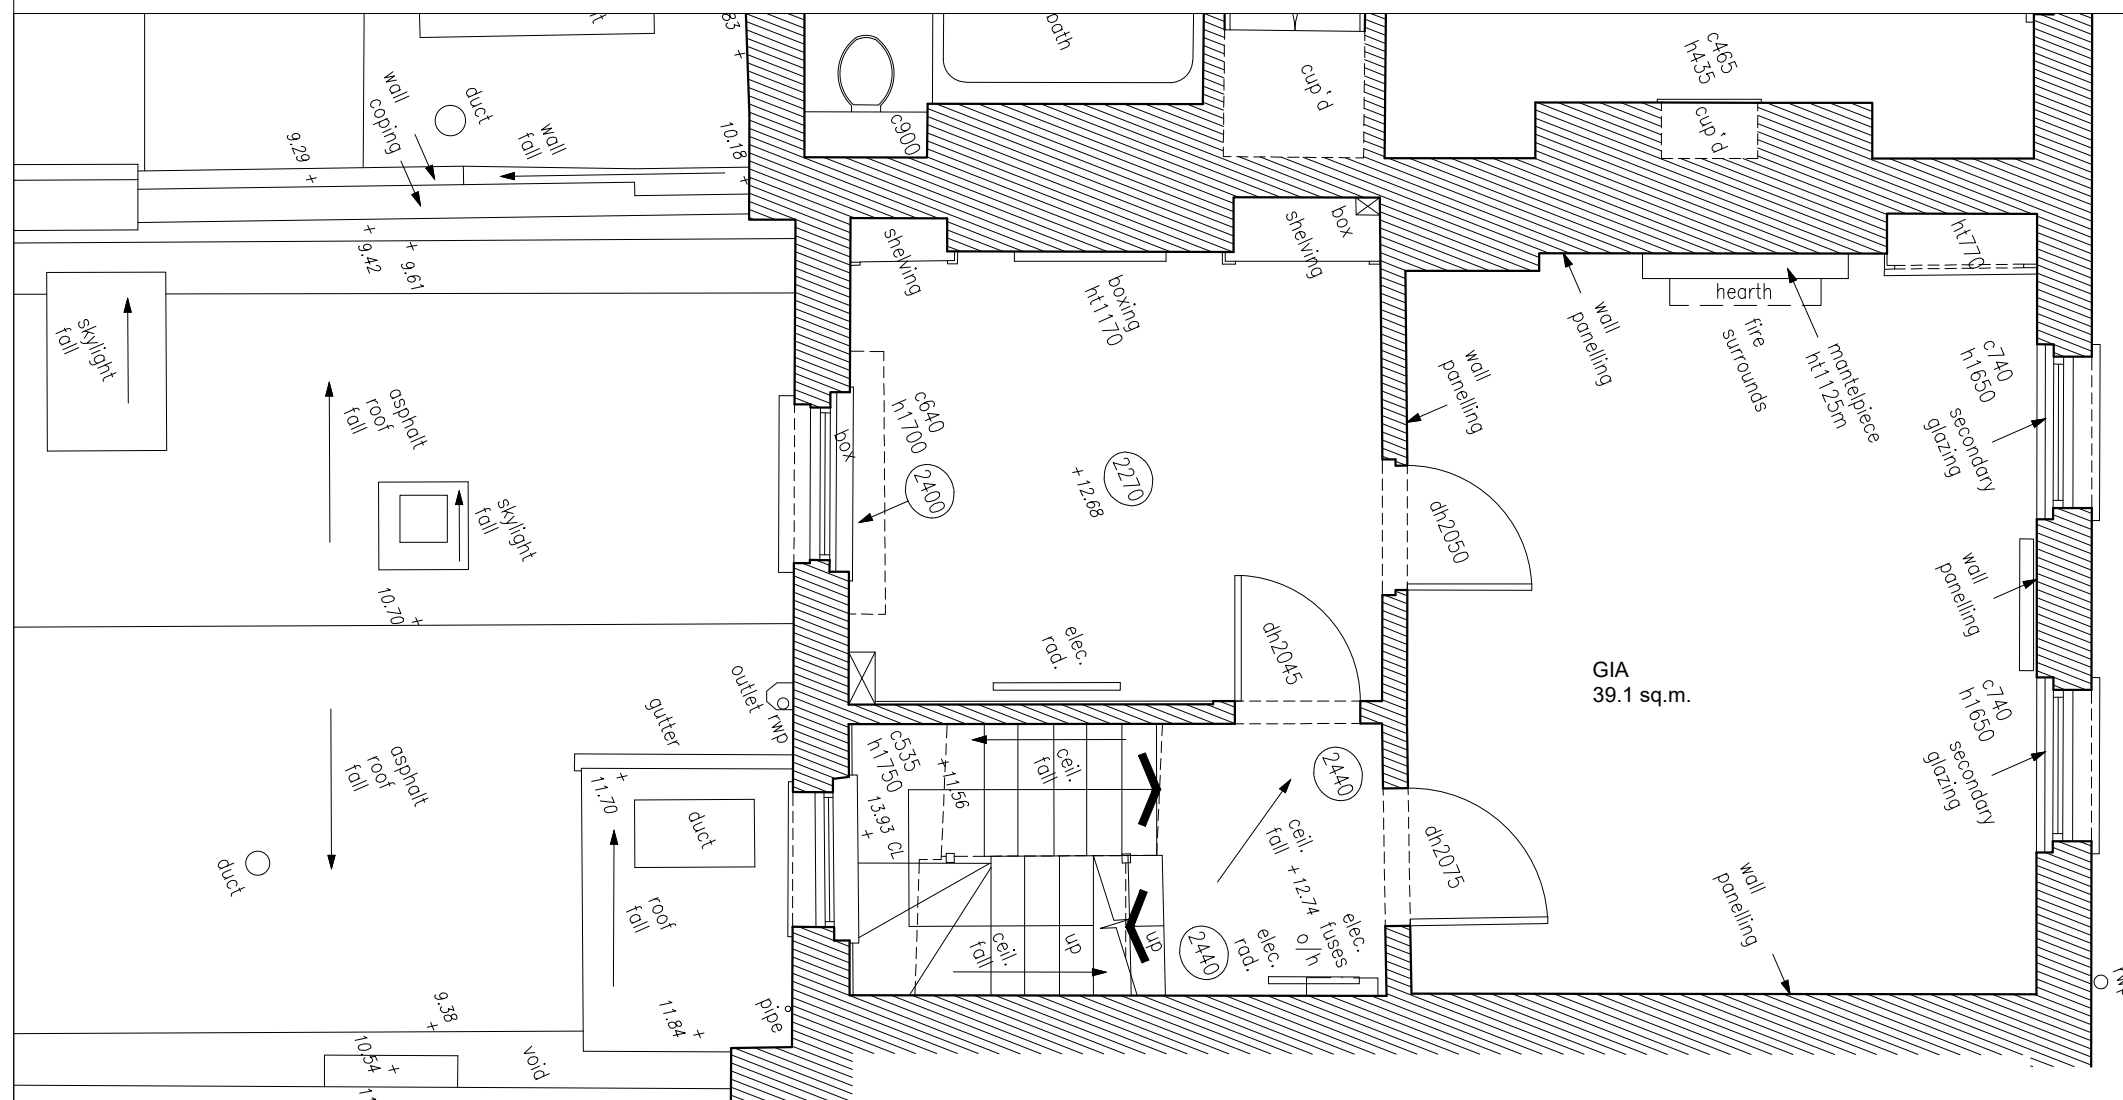 bath
cup'd
c465
h435
cup'd
c900
wall
coping
duct
wall
fall
9.29
10.18
9.42
9.61
skylight
fall
asphalt
roof
fall
skylight
fall
10.70
asphalt
roof
fall
duct
outlet
rwp
gutter
11.70
duct
roof
fall
11.84
pipe
9.38
10.54
void
shelving
boxing
ht1170
shelving
box
c640
h1700
box
2400
2270
+12.68
elec.
rad.
dh2045
dh2050
wall
panelling
wall
panelling
hearth
fire
surrounds
mantelpiece
ht1125m
ht770
c740
h1650
secondary
glazing
wall
panelling
GIA
39.1 sq.m.
c740
h1650
secondary
glazing
c535
h1750
+11.56
ceil.
fall
13.93 CL
2440
ceil.
fall
+12.74
dh2075
ceil.
fall
up
up
2440
elec.
rad.
elec.
fuses
o/h
wall
panelling
rwp